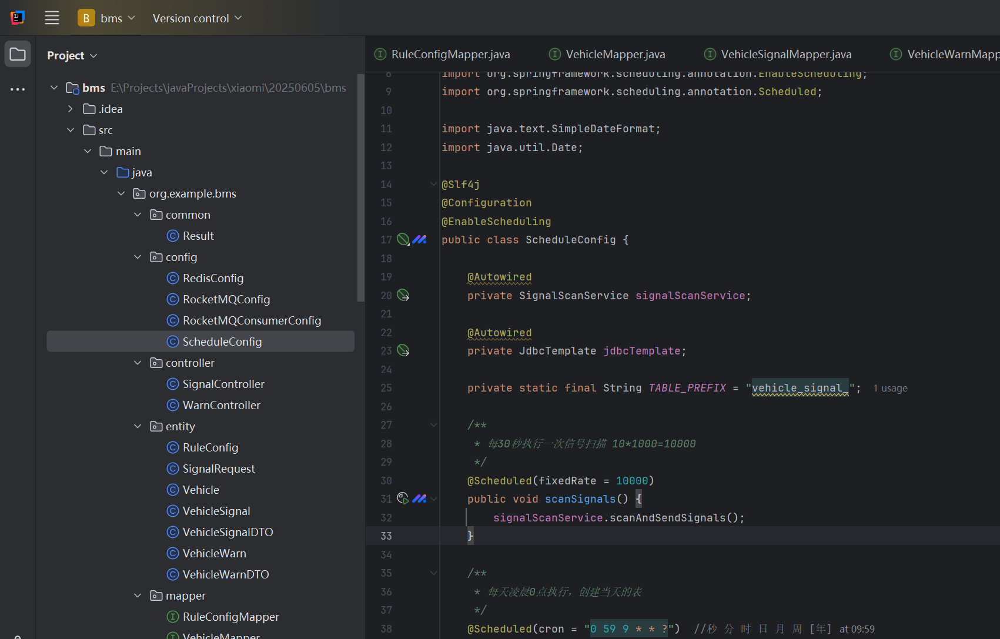 B bms Version control
Project
RuleConfigMapper.java VehicleMapper.java VehicleSignalMapper.java VehicleWarnMapp
bms E:\Projects\javaProjects\xiaomi\20250605\bms
.idea
src
main
java
org.example.bms
common
Result
config
RedisConfig
RocketMQConfig
RocketMQConsumerConfig
ScheduleConfig
controller
SignalController
WarnController
entity
RuleConfig
SignalRequest
Vehicle
VehicleSignal
VehicleSignalDTO
VehicleWarn
VehicleWarnDTO
mapper
RuleConfigMapper
VehicleMapper
8 import org.springframework.scheduling.annotation.EnableScheduling;
9 import org.springframework.scheduling.annotation.Scheduled;
10
11 import java.text.SimpleDateFormat;
12 import java.util.Date;
13
14 @Slf4j
15 @Configuration
16 @EnableScheduling
17 public class ScheduleConfig {
18
19 @Autowired
20 private SignalScanService signalScanService;
21
22 @Autowired
23 private JdbcTemplate jdbcTemplate;
24
25 private static final String TABLE_PREFIX = "vehicle_signal_"; 1 usage
26
27 /**
28 * 每30秒执行一次信号扫描 10*1000=10000
29 */
30 @Scheduled(fixedRate = 10000)
31 public void scanSignals() {
32 signalScanService.scanAndSendSignals();
33 }
34
35 /**
36 * 每天凌晨0点执行，创建当天的表
37 */
38 @Scheduled(cron = "0 59 9 * * ?") //秒 分 时 日 月 周 [年] at 09:59